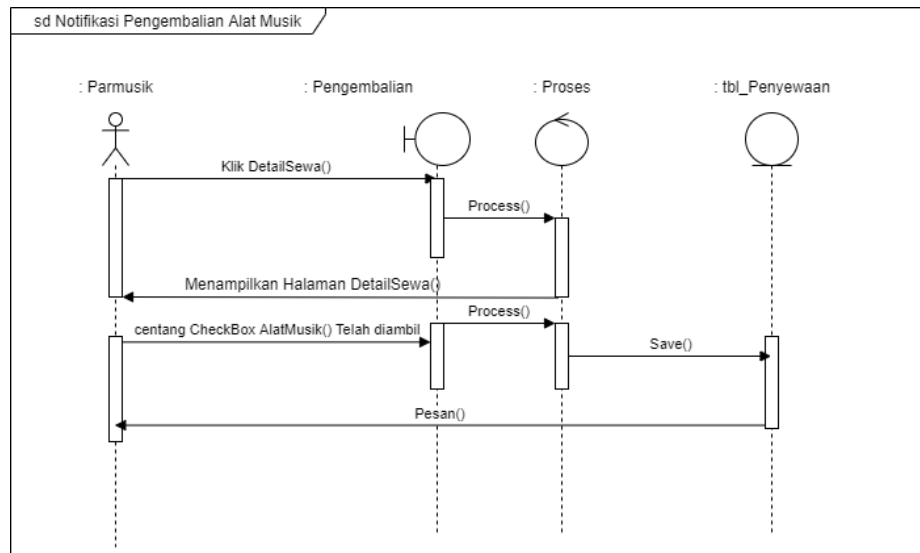 sd Notifikasi Pengembalian Alat Musik
: Parmusik
: Pengembalian
: Proses
: tbl_Penyewaan
Klik DetailSewa()
Process()
Menampilkan Halaman DetailSewa()
Process()
centang CheckBox AlatMusik() Telah diambil
Save()
Pesan()